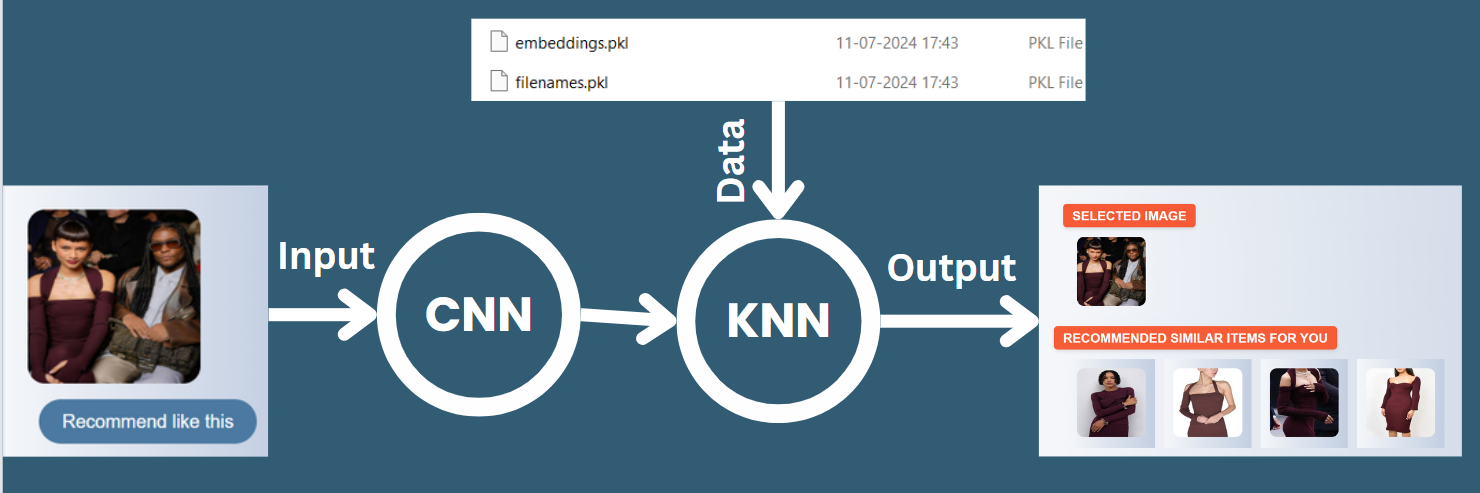 embeddings.pkl 11-07-2024 17:43 PKL File
filenames.pkl 11-07-2024 17:43 PKL File
Data
Input
CNN
KNN
Output
Recommend like this
SELECTED IMAGE
RECOMMENDED SIMILAR ITEMS FOR YOU